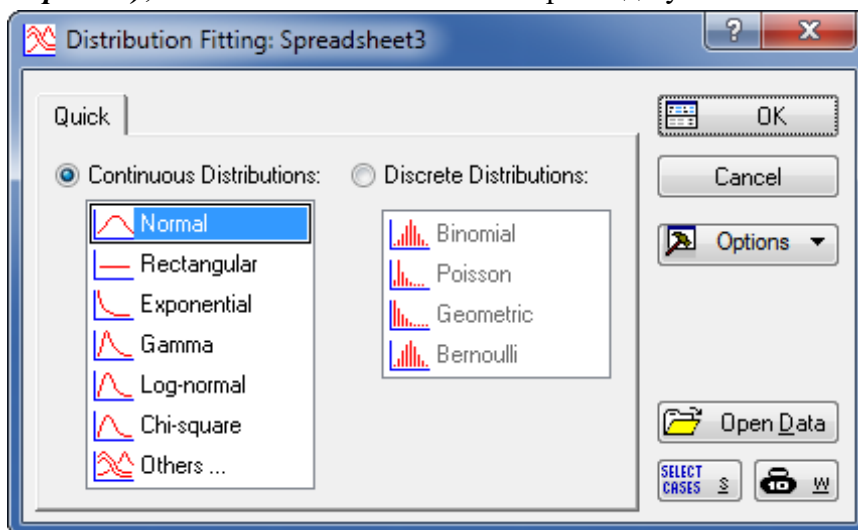 Distribution Fitting: Spreadsheet3
Quick
OK
Continuous Distributions:
Discrete Distributions:
Cancel
Normal
Binomial
Options
Rectangular
Poisson
Exponential
Geometric
Gamma
Bernoulli
Log-normal
Chi-square
Open Data
Others ...
SELECT
CASES S
W